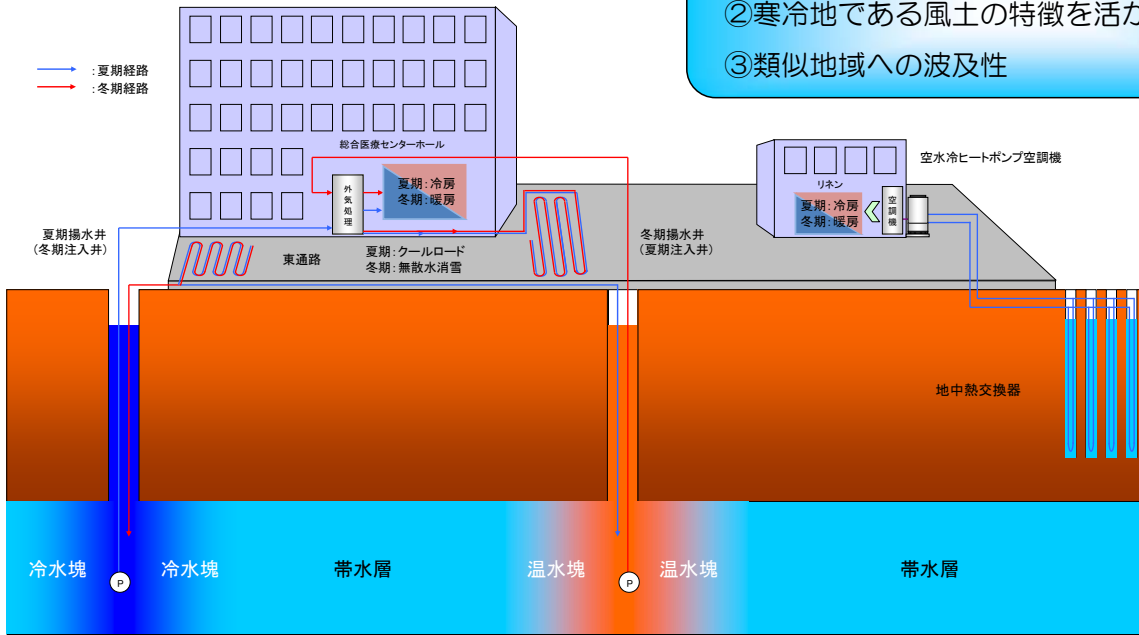 ②寒冷地である風土の特徴を活か
③類似地域への波及性
:夏期経路
:冬期経路
総合医療センターホール
外気処理
夏期:冷房
冬期:暖房
リネン
夏期:冷房
冬期:暖房
空調機
空水冷ヒートポンプ空調機
夏期揚水井
(冬期注入井)
東通路
夏期:クールロード
冬期:無散水消雪
冬期揚水井
(夏期注入井)
地中熱交換器
冷水塊
P
冷水塊
帯水層
温水塊
P
温水塊
帯水層